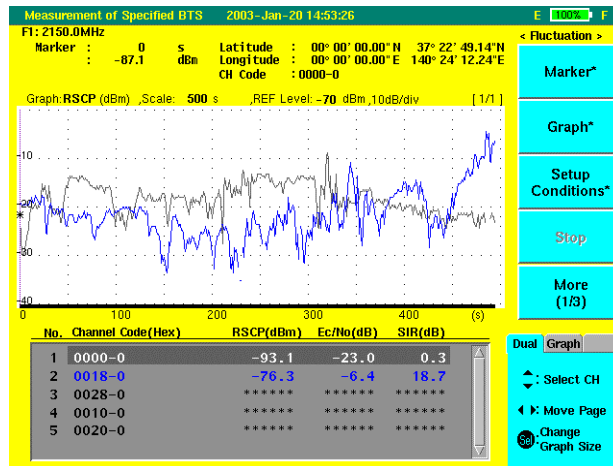 Measurement of Specified BTS 2003-Jan-20 14:53:26 E 100% F
F1: 2150.0MHz
< Fluctuation >
Marker : 0 s Latitude : 00° 00' 00.00"N 37° 22' 49.14"N
: -87.1 dBm Longitude : 00° 00' 00.00"E 140° 24' 12.24"E
CH Code : 0000-0
Marker*
Graph:RSCP (dBm) ,Scale: 500 s ,REF Level: -70 dBm ,10dB/div [ 1/1 ]
Graph*
-10
Setup
Conditions*
-20
Stop
-30
More
(1/3)
-40
0 100 200 300 400 (s)
No. Channel Code(Hex) RSCP(dBm) Ec/No(dB) SIR(dB)
Dual Graph
1 0000-0 -93.1 -23.0 0.3
2 0018-0 -76.3 -6.4 18.7
3 0028-0 ****** ****** ******
4 0010-0 ****** ****** ******
5 0020-0 ****** ****** ******
: Select CH
: Move Page
Sel :Change
Graph Size